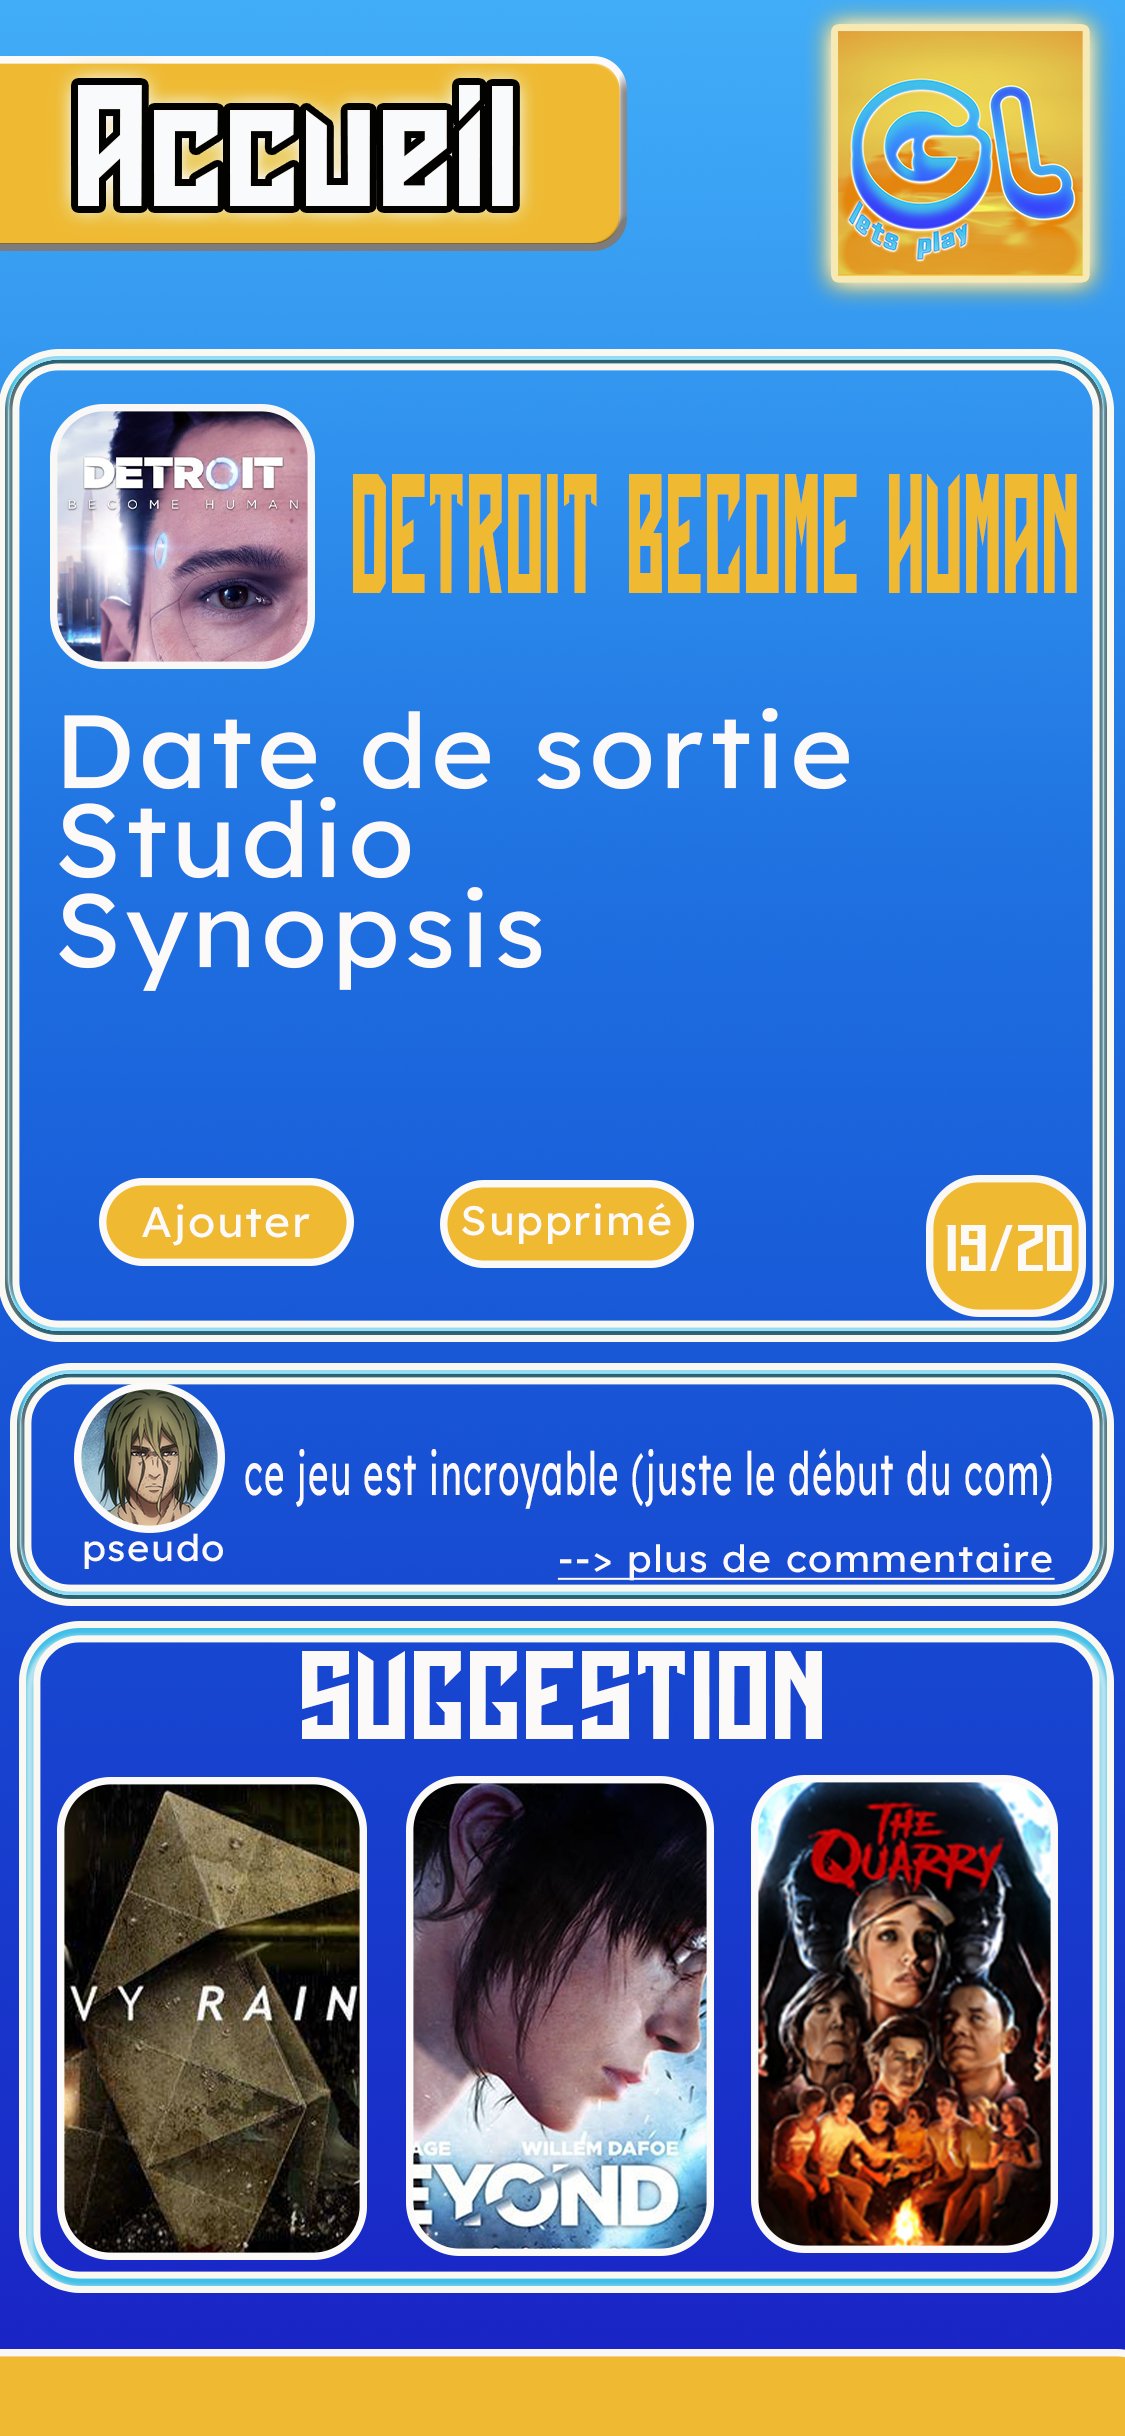 Accueil
GL
lets play
DETROIT
BECOME HUMAN
DETROIT BECOME HUMAN
Date de sortie
Studio
Synopsis
Ajouter
Supprimé
19/20
ce jeu est incroyable (juste le début du com)
pseudo
--> plus de commentaire
SUGGESTION
VY RAIN
AGE WILLEM DAFOE
EYOND
THE
QUARRY